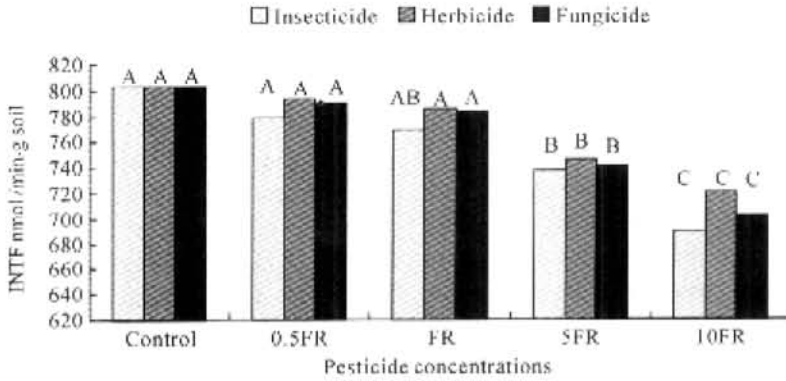 Insecticide Herbicide Fungicide
820
800
780
760
740
720
700
680
660
640
620
INTF nmol /min·g soil
A A A
A A A
AB A A
B B B
C C C
Control 0.5FR FR 5FR 10FR
Pesticide concentrations